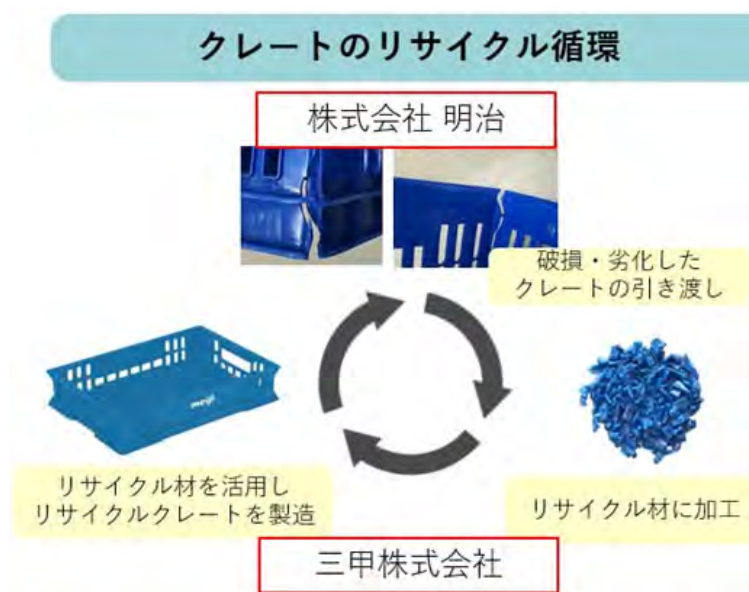 クレートのリサイクル循環
株式会社 明治
破損・劣化した
クレートの引き渡し
meiji
リサイクル材を活用し
リサイクルクレートを製造
リサイクル材に加工
三甲株式会社